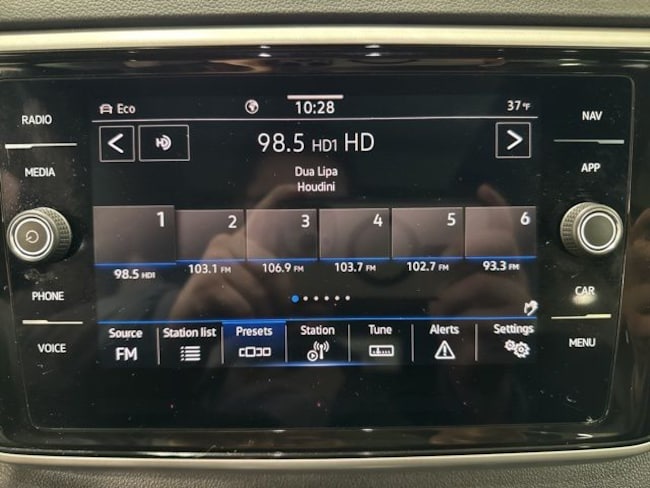 Eco
10:28
37°F
RADIO
NAV
HD
98.5 HD1 HD
MEDIA
APP
Dua Lipa
Houdini
1
2
3
4
5
6
98.5 HD1
103.1 FM
106.9 FM
103.7 FM
102.7 FM
93.3 FM
PHONE
CAR
VOICE
MENU
Source
Station list
Presets
Station
Tune
Alerts
Settings
FM